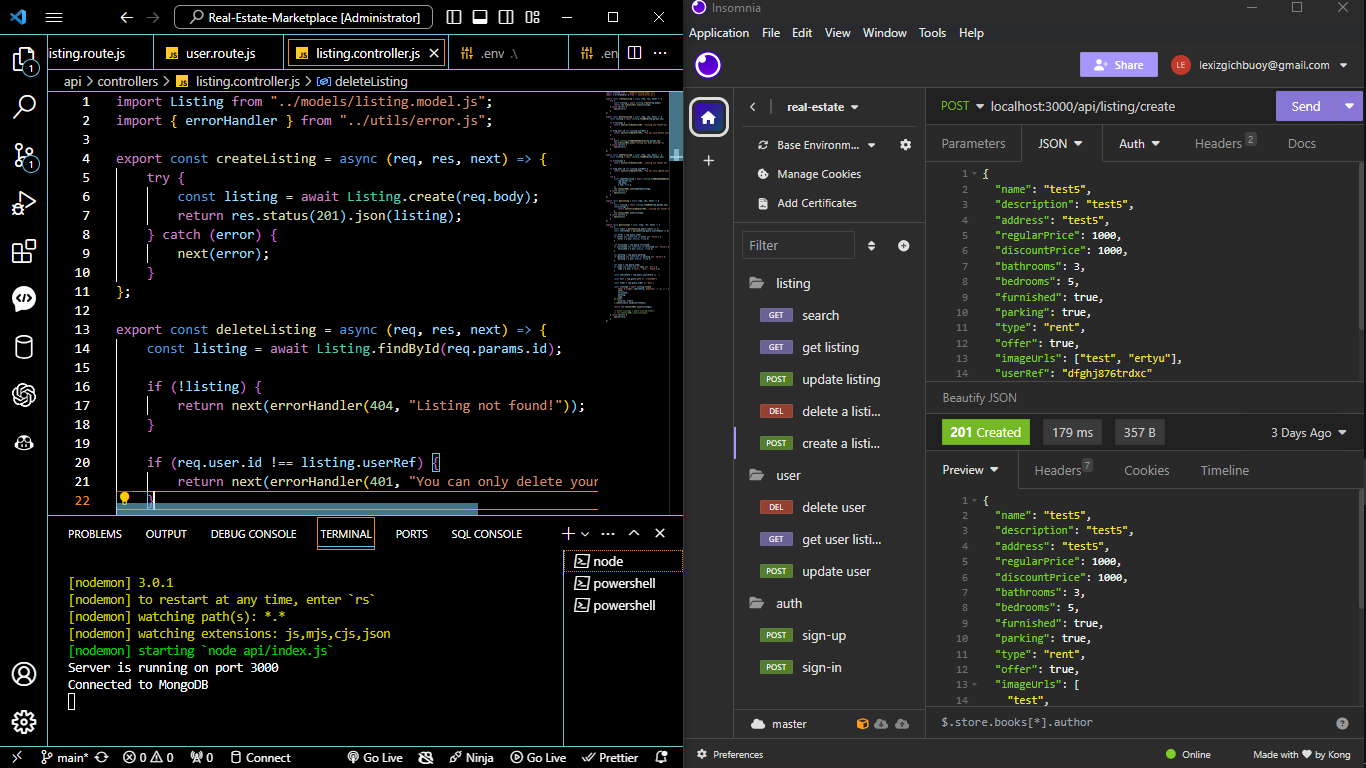 Real-Estate-Marketplace [Administrator]
listing.route.js
user.route.js
listing.controller.js
.env .\
.en
api > controllers > listing.controller.js > deleteListing
1 import Listing from "../models/listing.model.js";
2 import { errorHandler } from "../utils/error.js";
3
4 export const createListing = async (req, res, next) => {
5 try {
6 const listing = await Listing.create(req.body);
7 return res.status(201).json(listing);
8 } catch (error) {
9 next(error);
10 }
11 };
12
13 export const deleteListing = async (req, res, next) => {
14 const listing = await Listing.findById(req.params.id);
15
16 if (!listing) {
17 return next(errorHandler(404, "Listing not found!"));
18 }
19
20 if (req.user.id !== listing.userRef) {
21 return next(errorHandler(401, "You can only delete your
22 }
PROBLEMS OUTPUT DEBUG CONSOLE TERMINAL PORTS SQL CONSOLE
node
powershell
powershell
[nodemon] 3.0.1
[nodemon] to restart at any time, enter `rs`
[nodemon] watching path(s): *.*
[nodemon] watching extensions: js,mjs,cjs,json
[nodemon] starting `node api/index.js`
Server is running on port 3000
Connected to MongoDB
1
1
main* 0 0 0 Connect Go Live Ninja Go Live Prettier
Insomnia
Application File Edit View Window Tools Help
Share
LE
lexizgichbuoy@gmail.com
real-estate
Base Environm...
Manage Cookies
Add Certificates
Filter
listing
GET search
GET get listing
POST update listing
DEL delete a listi...
POST create a listi...
user
DEL delete user
GET get user listi...
POST update user
auth
POST sign-up
POST sign-in
master
POST localhost:3000/api/listing/create
Send
Parameters JSON Auth Headers 2 Docs
1 {
2 "name": "test5",
3 "description": "test5",
4 "address": "test5",
5 "regularPrice": 1000,
6 "discountPrice": 1000,
7 "bathrooms": 3,
8 "bedrooms": 5,
9 "furnished": true,
10 "parking": true,
11 "type": "rent",
12 "offer": true,
13 "imageUrls": ["test", "ertyu"],
14 "userRef": "dfghj876trdxc"
Beautify JSON
201 Created 179 ms 357 B 3 Days Ago
Preview Headers 7 Cookies Timeline
1 {
2 "name": "test5",
3 "description": "test5",
4 "address": "test5",
5 "regularPrice": 1000,
6 "discountPrice": 1000,
7 "bathrooms": 3,
8 "bedrooms": 5,
9 "furnished": true,
10 "parking": true,
11 "type": "rent",
12 "offer": true,
13 "imageUrls": [
14 "test",
$.store.books[*].author
Preferences
Online
Made with ♥ by Kong